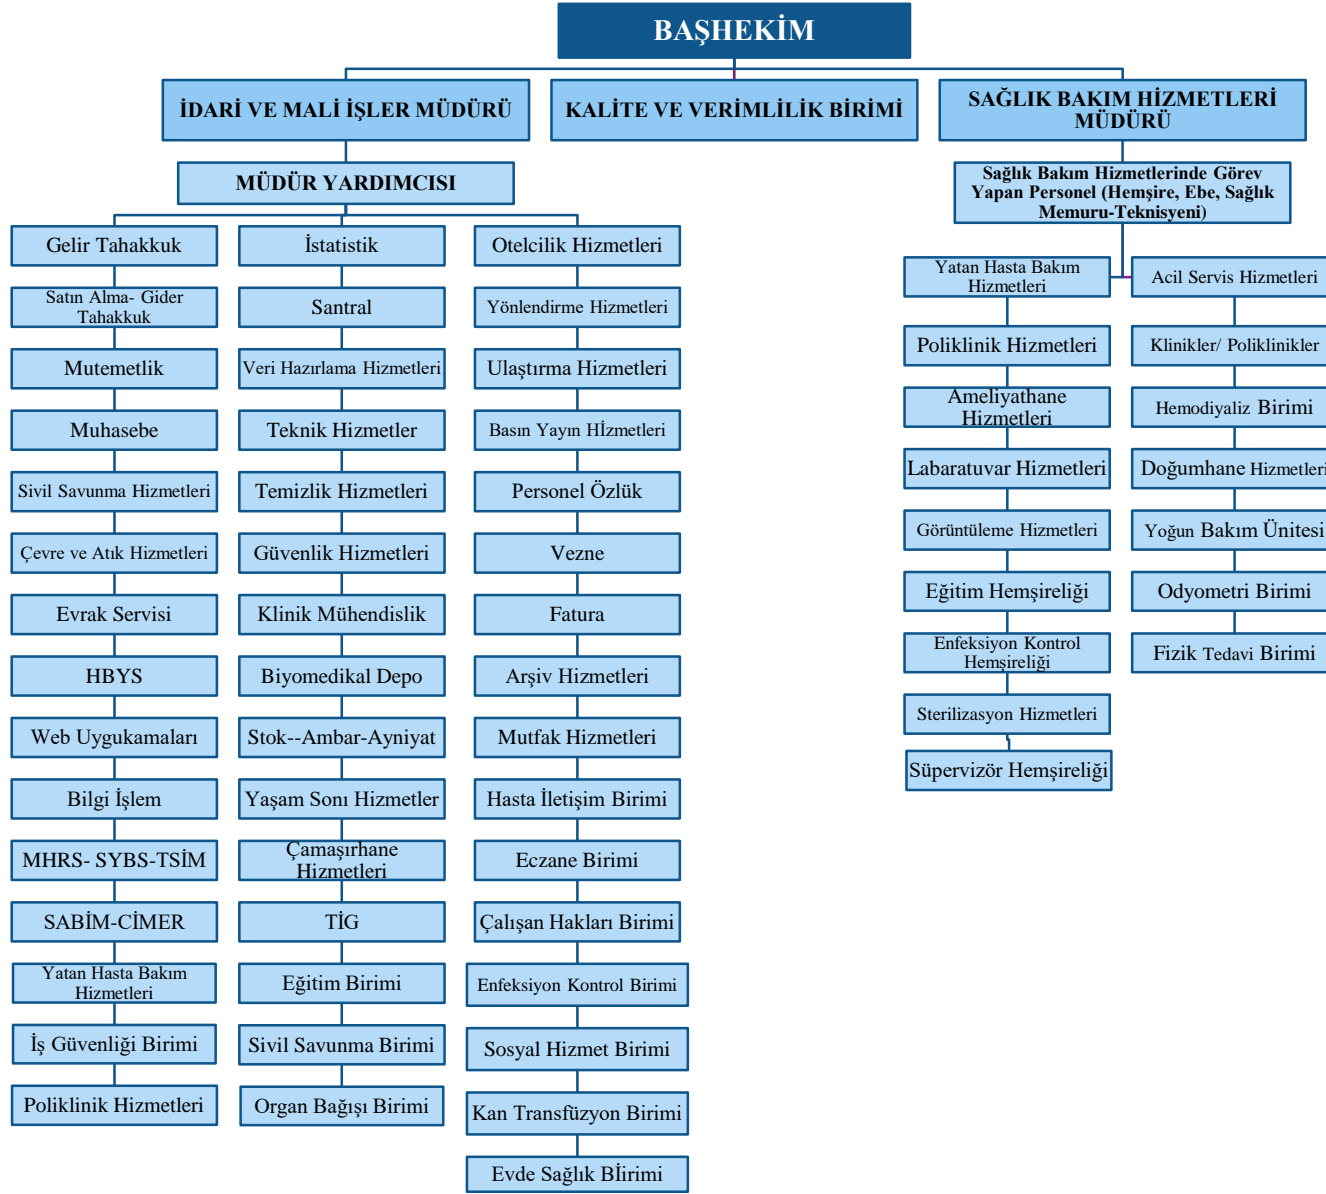 BAŞHEKİM
İDARİ VE MALİ İŞLER MÜDÜRÜ
KALİTE VE VERİMLİLİK BİRİMİ
SAĞLIK BAKIM HİZMETLERİ
MÜDÜRÜ
MÜDÜR YARDIMCISI
Sağlık Bakım Hizmetlerinde Görev
Yapan Personel (Hemşire, Ebe, Sağlık
Memuru-Teknisyeni)
Gelir Tahakkuk
Satın Alma- Gider
Tahakkuk
Mutemetlik
Muhasebe
Sivil Savunma Hizmetleri
Çevre ve Atık Hizmetleri
Evrak Servisi
HBYS
Web Uygukamaları
Bilgi İşlem
MHRS- SYBS-TSİM
SABİM-CİMER
Yatan Hasta Bakım
Hizmetleri
İş Güvenliği Birimi
Poliklinik Hizmetleri
İstatistik
Santral
Veri Hazırlama Hizmetleri
Teknik Hizmetler
Temizlik Hizmetleri
Güvenlik Hizmetleri
Klinik Mühendislik
Biyomedikal Depo
Stok--Ambar-Ayniyat
Yaşam Sonı Hizmetler
Çamaşırhane
Hizmetleri
TİG
Eğitim Birimi
Sivil Savunma Birimi
Organ Bağışı Birimi
Otelcilik Hizmetleri
Yönlendirme Hizmetleri
Ulaştırma Hizmetleri
Basın Yayın Hİzmetleri
Personel Özlük
Vezne
Fatura
Arşiv Hizmetleri
Mutfak Hizmetleri
Hasta İletişim Birimi
Eczane Birimi
Çalışan Hakları Birimi
Enfeksiyon Kontrol Birimi
Sosyal Hizmet Birimi
Kan Transfüzyon Birimi
Evde Sağlık Bİirimi
Yatan Hasta Bakım
Hizmetleri
Poliklinik Hizmetleri
Ameliyathane
Hizmetleri
Labaratuvar Hizmetleri
Görüntüleme Hizmetleri
Eğitim Hemşireliği
Enfeksiyon Kontrol
Hemşireliği
Sterilizasyon Hizmetleri
Süpervizör Hemşireliği
Acil Servis Hizmetleri
Klinikler/ Poliklinikler
Hemodiyaliz Birimi
Doğumhane Hizmetleri
Yoğun Bakım Ünitesi
Odyometri Birimi
Fizik Tedavi Birimi